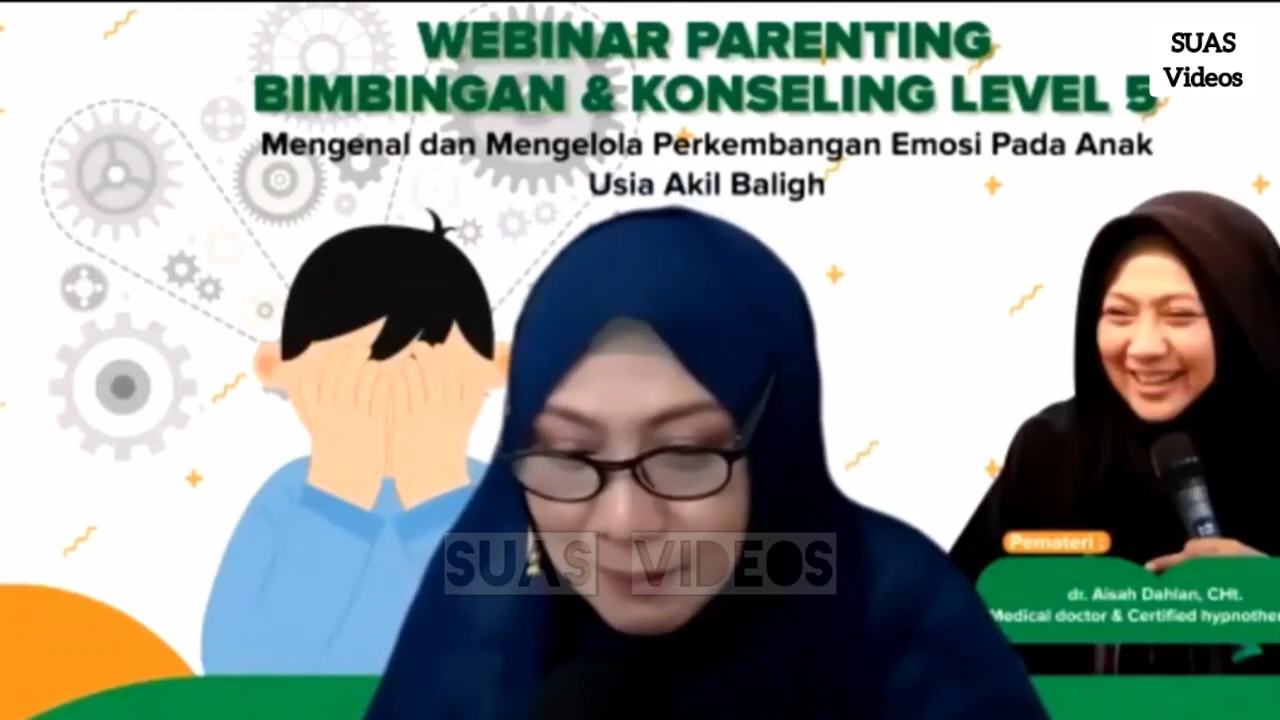 WEBINAR PARENTING
BIMBINGAN & KONSELING LEVEL 5
Mengenal dan Mengelola Perkembangan Emosi Pada Anak
Usia Akil Baligh
SUAS
Videos
SUAS VIDEOS
Pemateri :
dr. Aisah Dahlan, CHt.
Medical doctor & Certified